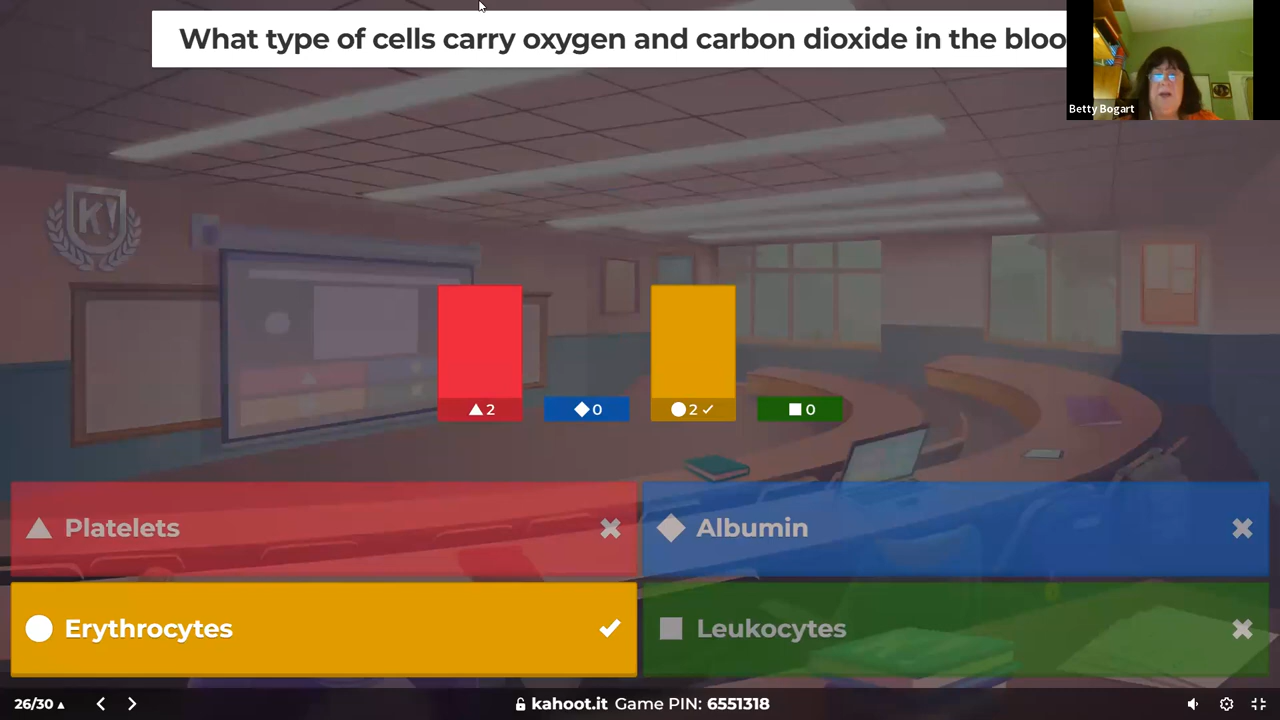 What type of cells carry oxygen and carbon dioxide in the bloo
Betty Bogart
K!
2
0
2
0
Platelets
Albumin
Erythrocytes
Leukocytes
26/30
kahoot.it Game PIN: 6551318